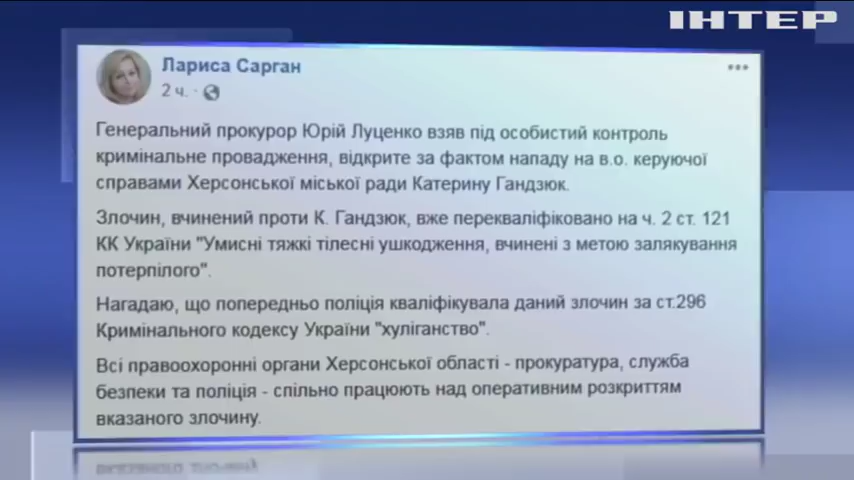 ІНТЕР
Лариса Сарган
2 ч. ·
Генеральний прокурор Юрій Луценко взяв під особистий контроль
кримінальне провадження, відкрите за фактом нападу на в.о. керуючої
справами Херсонської міської ради Катерину Гандзюк.
Злочин, вчинений проти К. Гандзюк, вже перекваліфіковано на ч. 2 ст. 121
КК України "Умисні тяжкі тілесні ушкодження, вчинені з метою залякування
потерпілого".
Нагадаю, що попередньо поліція кваліфікувала даний злочин за ст.296
Кримінального кодексу України "хуліганство".
Всі правоохоронні органи Херсонської області - прокуратура, служба
безпеки та поліція - спільно працюють над оперативним розкриттям
вказаного злочину.